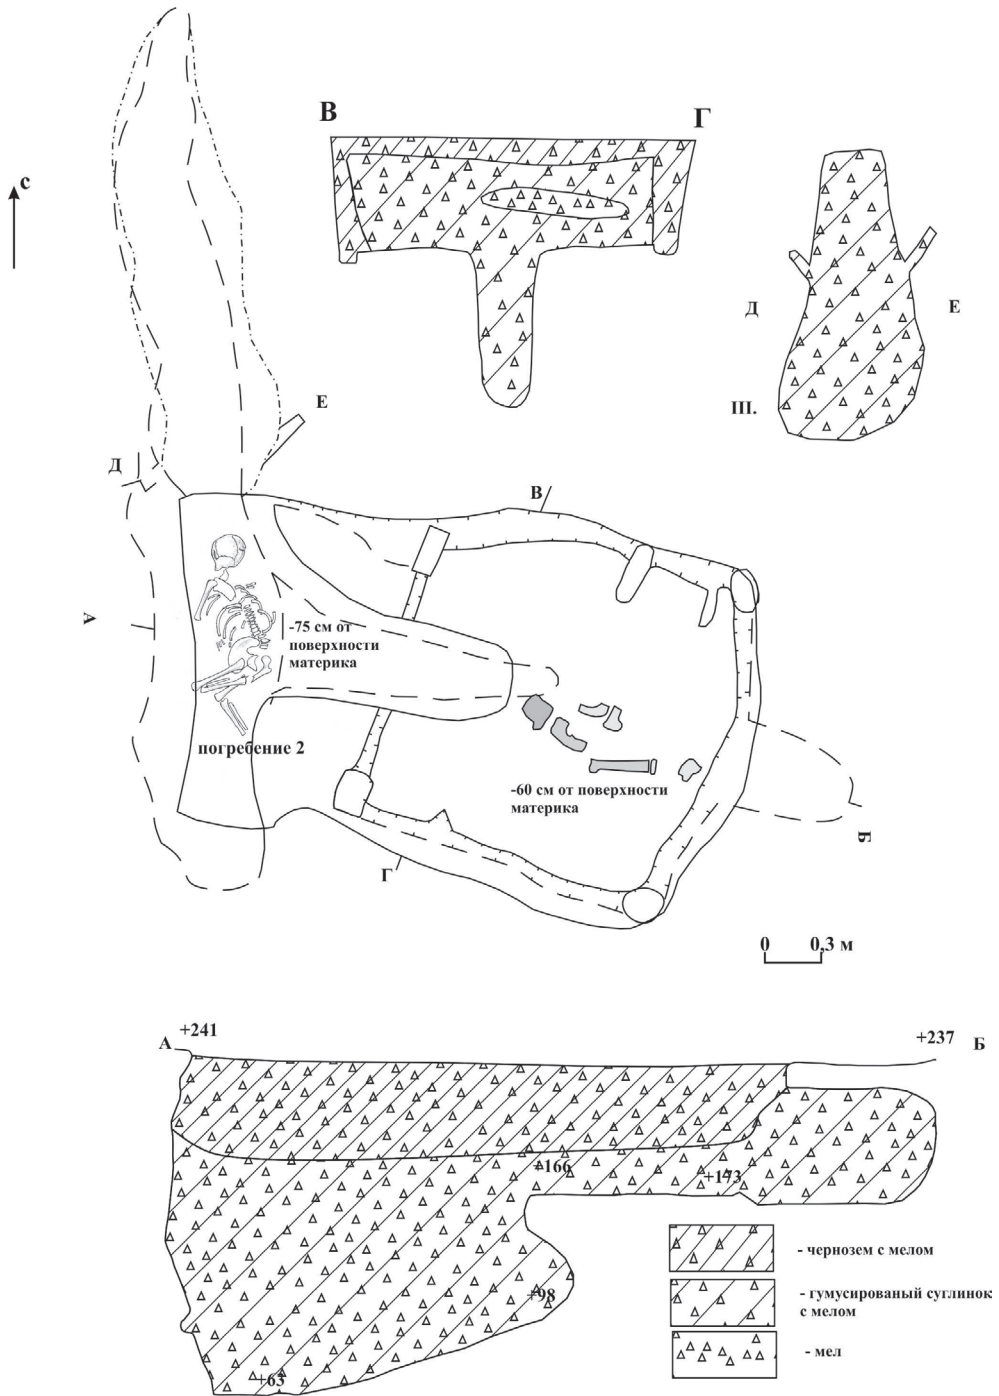 В
Г
с
Д
Е
III.
Е
Д
В
А
-75 см от
поверхности
материка
погребение 2
-60 см от поверхности
материка
Б
Г
0 0,3 м
+241
А
+237
Б
+166
+173
- чернозем с мелом
+98
- гумусированый суглинок
с мелом
- мел
+63